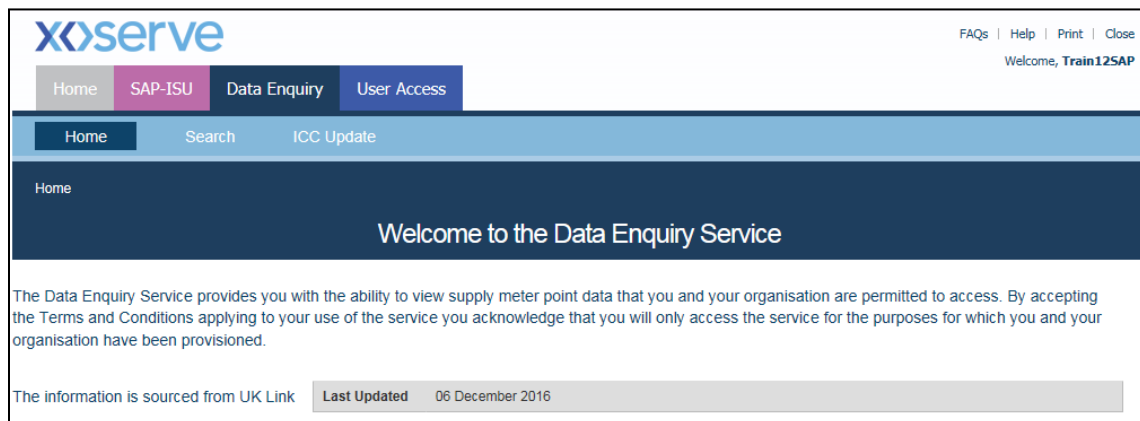 xoserve
FAQs | Help | Print | Close
Welcome, Train12SAP
Home SAP-ISU Data Enquiry User Access
Home Search ICC Update
Home
Welcome to the Data Enquiry Service
The Data Enquiry Service provides you with the ability to view supply meter point data that you and your organisation are permitted to access. By accepting
the Terms and Conditions applying to your use of the service you acknowledge that you will only access the service for the purposes for which you and your
organisation have been provisioned.
The information is sourced from UK Link Last Updated 06 December 2016